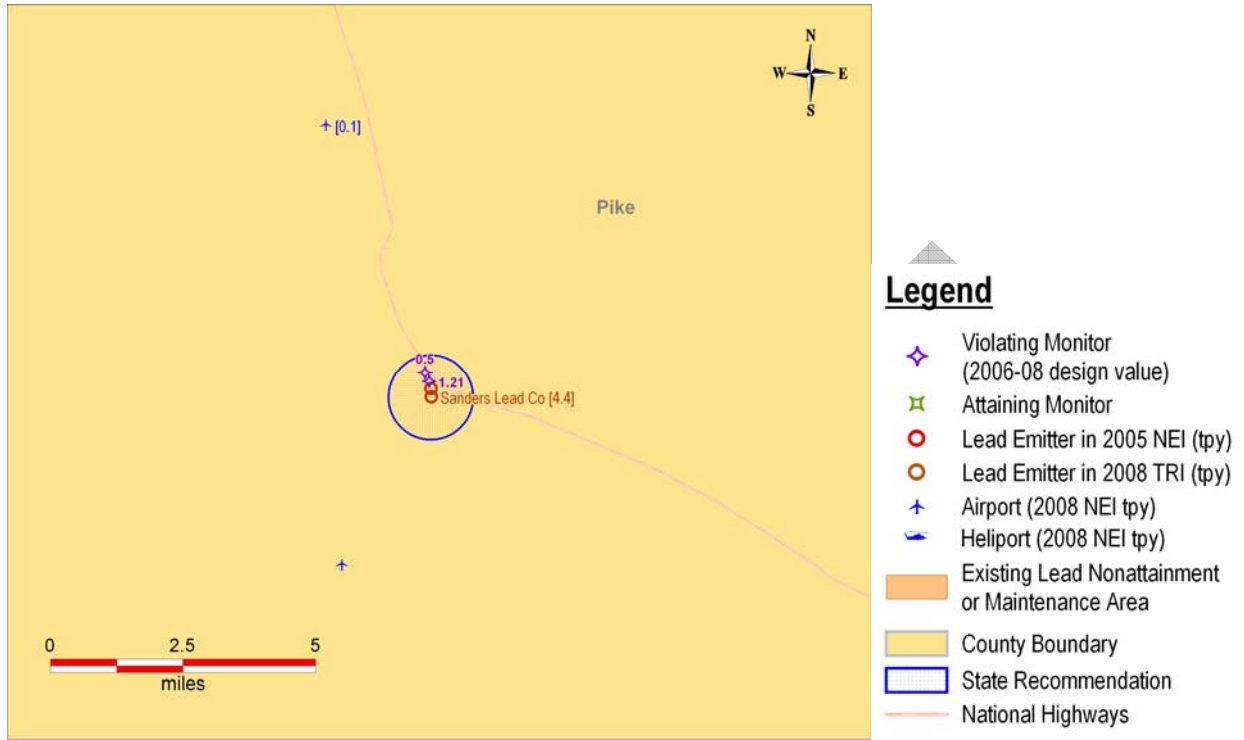 N
W E
S
[0.1]
Pike
0.5
1.21
Sanders Lead Co [4.4]
0 2.5 5
miles
Legend
Violating Monitor
(2006-08 design value)
Attaining Monitor
Lead Emitter in 2005 NEI (tpy)
Lead Emitter in 2008 TRI (tpy)
Airport (2008 NEI tpy)
Heliport (2008 NEI tpy)
Existing Lead Nonattainment
or Maintenance Area
County Boundary
State Recommendation
National Highways